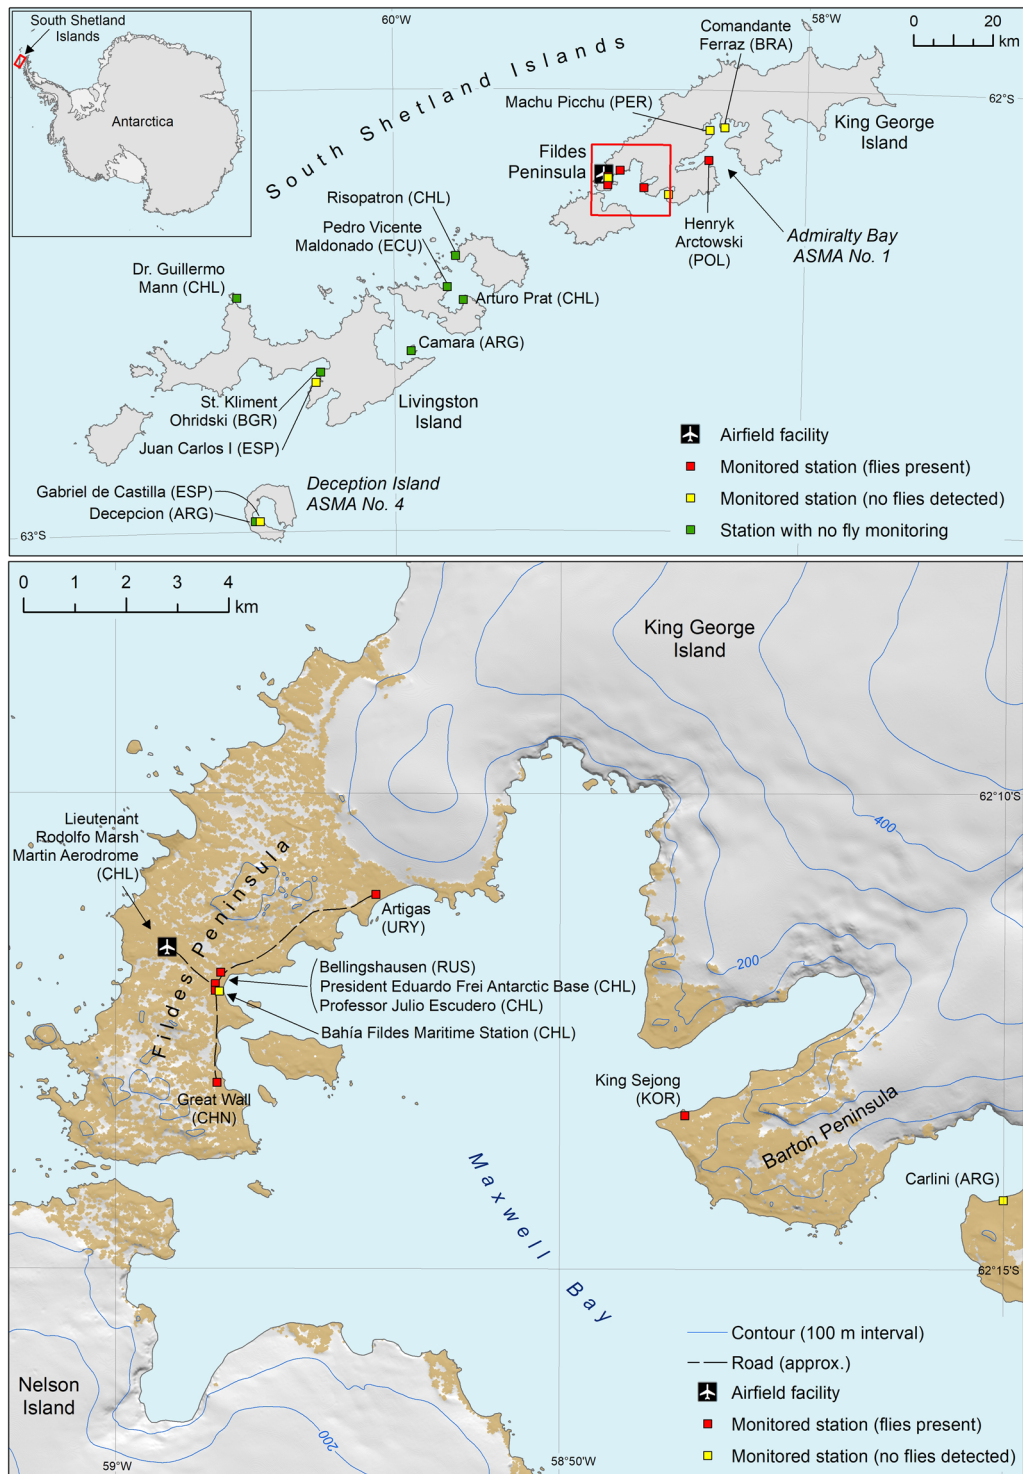 South Shetland
Islands
Antarctica
60°W
58°W
0 20
km
62°S
South Shetland Islands
Comandante
Ferraz (BRA)
Machu Picchu (PER)
King George
Island
Fildes
Peninsula
Henryk
Arctowski
(POL)
Admiralty Bay
ASMA No. 1
Risopatron (CHL)
Pedro Vicente
Maldonado (ECU)
Dr. Guillermo
Mann (CHL)
Arturo Prat (CHL)
Camara (ARG)
St. Kliment
Ohridski (BGR)
Livingston
Island
Juan Carlos I (ESP)
Gabriel de Castilla (ESP)
Decepcion (ARG)
Deception Island
ASMA No. 4
63°S
Airfield facility
Monitored station (flies present)
Monitored station (no flies detected)
Station with no fly monitoring
0 1 2 3 4
km
King George
Island
62°10'S
400
Lieutenant
Rodolfo Marsh
Martin Aerodrome
(CHL)
Fildes Peninsula
Artigas
(URY)
200
Bellingshausen (RUS)
President Eduardo Frei Antarctic Base (CHL)
Professor Julio Escudero (CHL)
Bahía Fildes Maritime Station (CHL)
Great Wall
(CHN)
King Sejong
(KOR)
Barton Peninsula
Carlini (ARG)
Maxwell Bay
62°15'S
Nelson
Island
200
Contour (100 m interval)
Road (approx.)
Airfield facility
Monitored station (flies present)
Monitored station (no flies detected)
59°W
58°50'W